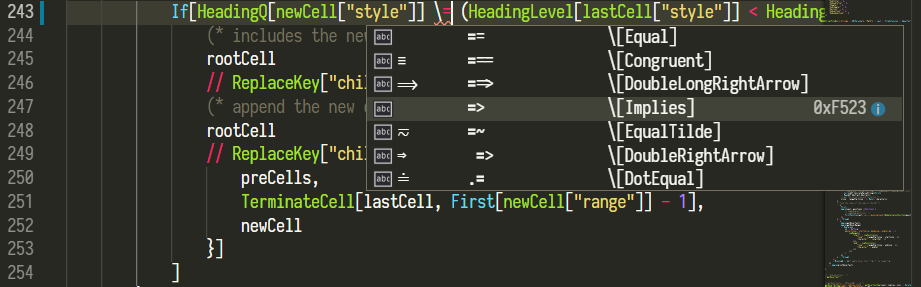 243 If[HeadingQ[newCell["style"]] \= (HeadingLevel[lastCell["style"]] < Heading
244 (* includes the new
245 rootCell
246 // ReplaceKey["chi
247 (* append the new
248 rootCell
249 // ReplaceKey["chi
250 preCells,
251 TerminateCell[lastCell, First[newCell["range"]] - 1],
252 newCell
253 }]
254 ]
abc == \[Equal]
abc ≡ === \[Congruent]
abc ⟹ ==> \[DoubleLongRightArrow]
abc => \[Implies] 0xF523
abc ≂ =~ \[EqualTilde]
abc ⇒ => \[DoubleRightArrow]
abc ≐ .= \[DotEqual]